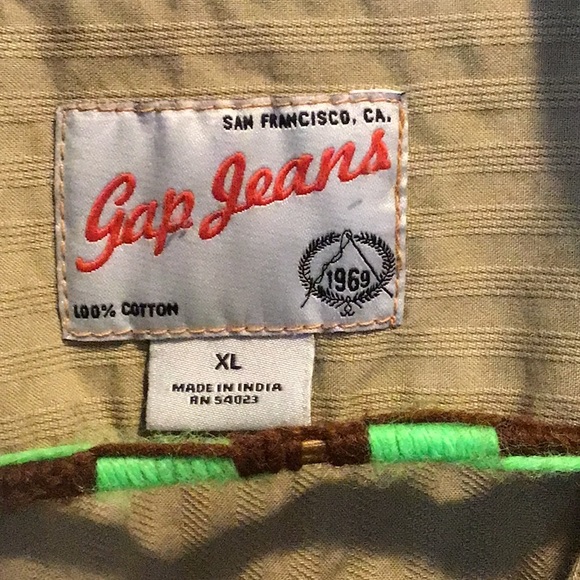 SAN FRANCISCO, CA.
Gap Jeans
1969
100% COTTON
XL
MADE IN INDIA
RN 54023